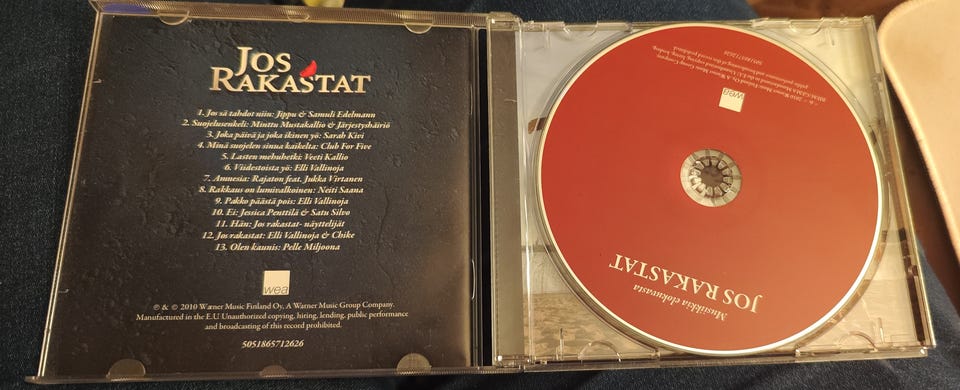 JOS
RAKASTAT
1. Jos sä tahdot niin: Jippu & Samuli Edelmann
2. Suojelusenkeli: Minttu Mustakallio & Järjestyshäiriö
3. Joka päivä ja joka ikinen yö: Sarah Kivi
4. Minä suojelen sinua kaikelta: Club For Five
5. Lasten mehuhetki: Veeti Kallio
6. Viidestoista yö: Elli Vallinoja
7. Amnesia: Rajaton feat. Jukka Virtanen
8. Rakkaus on lumivalkoinen: Neiti Saana
9. Pakko päästä pois: Elli Vallinoja
10. Ei: Jessica Penttilä & Satu Silvo
11. Hän: Jos rakastat- näyttelijät
12. Jos rakastat: Elli Vallinoja & Chike
13. Olen kaunis: Pelle Miljoona
wea
℗ & © 2010 Warner Music Finland Oy, A Warner Music Group Company.
Manufactured in the E.U Unauthorized copying, hiring, lending, public performance
and broadcasting of this record prohibited.
5051865712626
wea
5051865712626
Musiikkia elokuvasta
JOS RAKASTAT